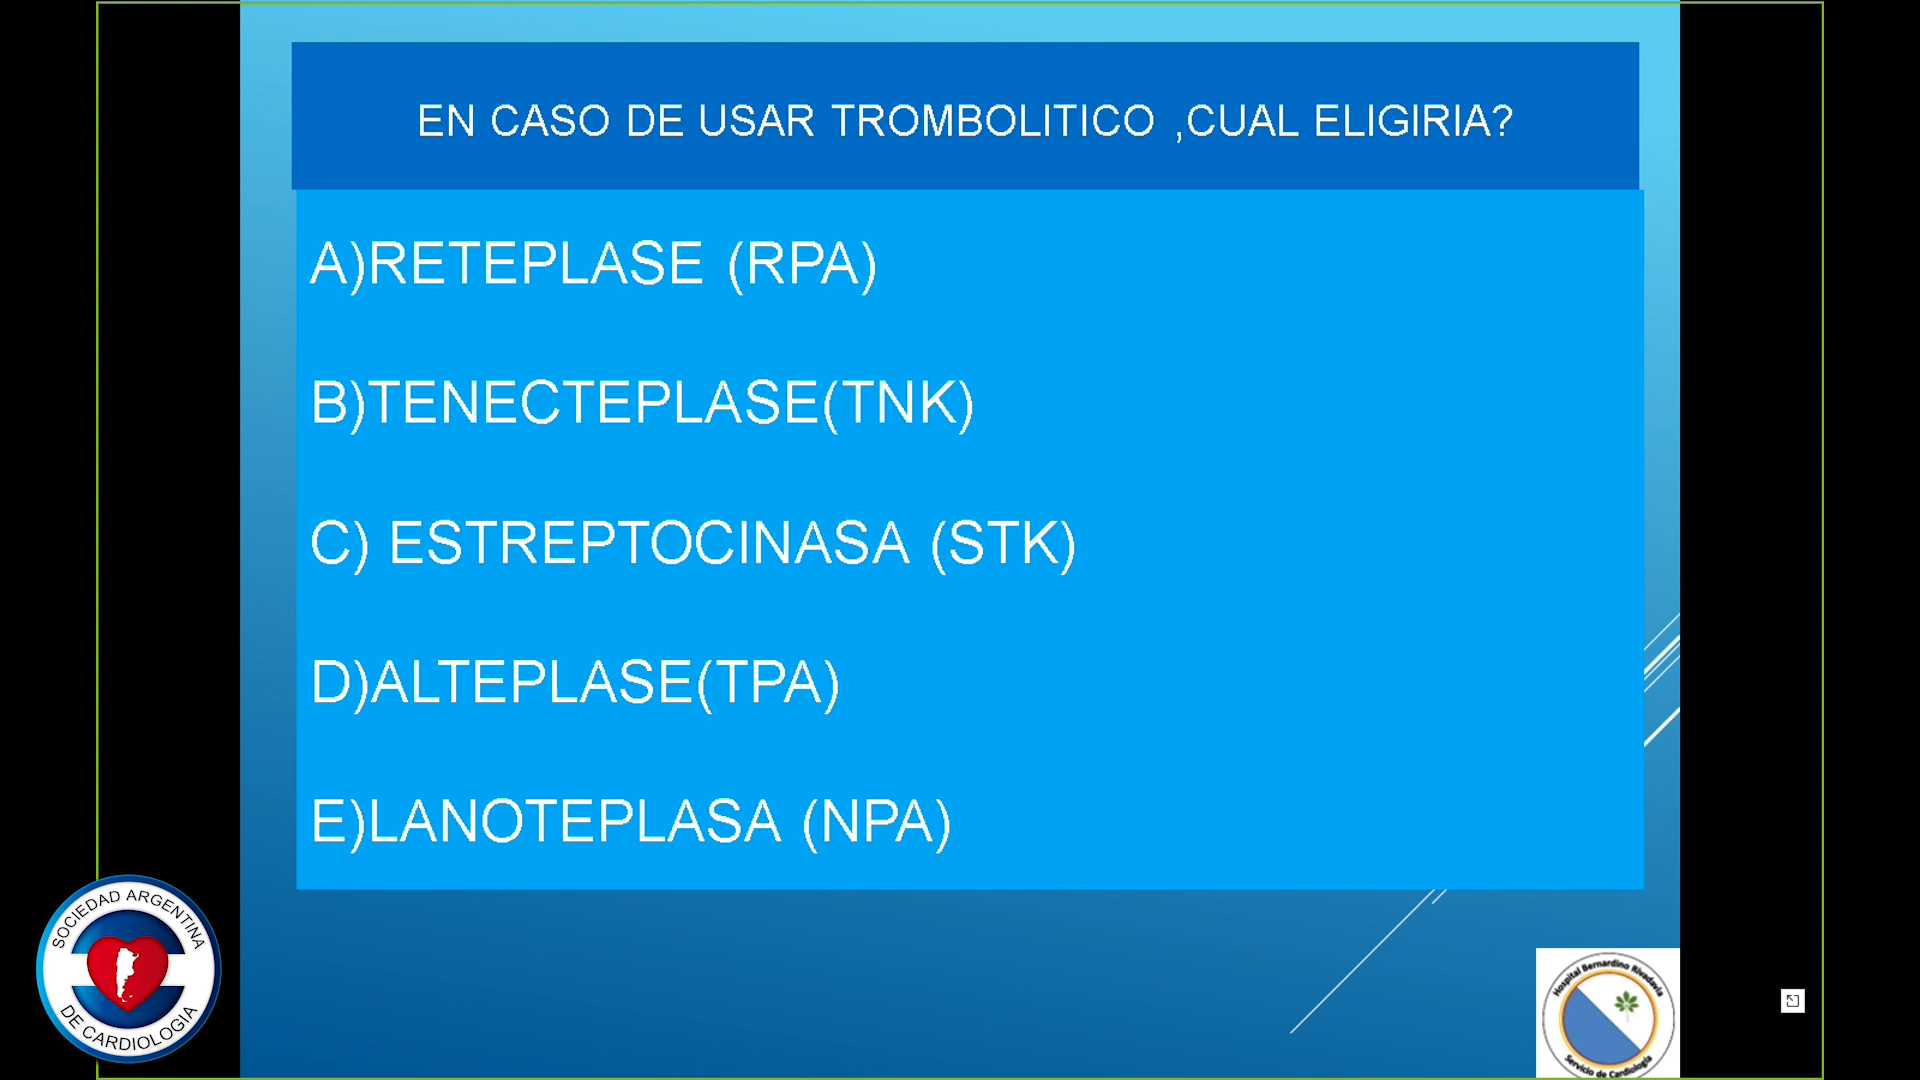 EN CASO DE USAR TROMBOLITICO ,CUAL ELIGIRIA?
A)RETEPLASE (RPA)
B)TENECTEPLASE(TNK)
C) ESTREPTOCINASA (STK)
D)ALTEPLASE(TPA)
E)LANOTEPLASA (NPA)
SOCIEDAD ARGENTINA
DE CARDIOLOGIA
Hospital Bernardino Rivadavia
Servicio de Cardiología